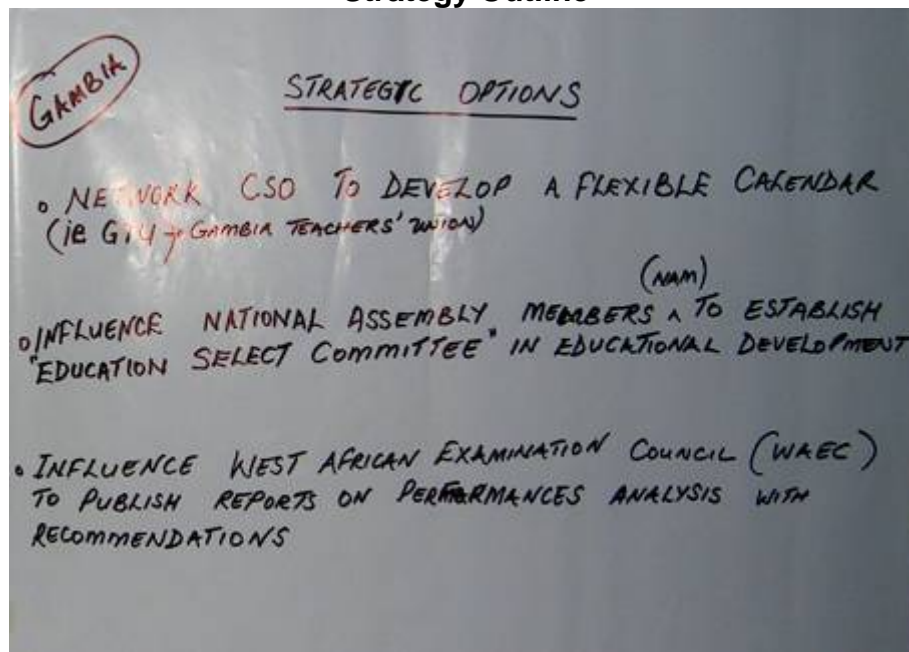 Strategy Outline
GAMBIA
STRATEGIC OPTIONS
• NETWORK CSO TO DEVELOP A FLEXIBLE CALENDAR
(ie GTU → GAMBIA TEACHERS' UNION)
(NAM)
• INFLUENCE NATIONAL ASSEMBLY MEMBERS ^ TO ESTABLISH
"EDUCATION SELECT COMMITTEE" IN EDUCATIONAL DEVELOPMENT
• INFLUENCE WEST AFRICAN EXAMINATION COUNCIL (WAEC)
TO PUBLISH REPORTS ON PERFORMANCES ANALYSIS WITH
RECOMMENDATIONS